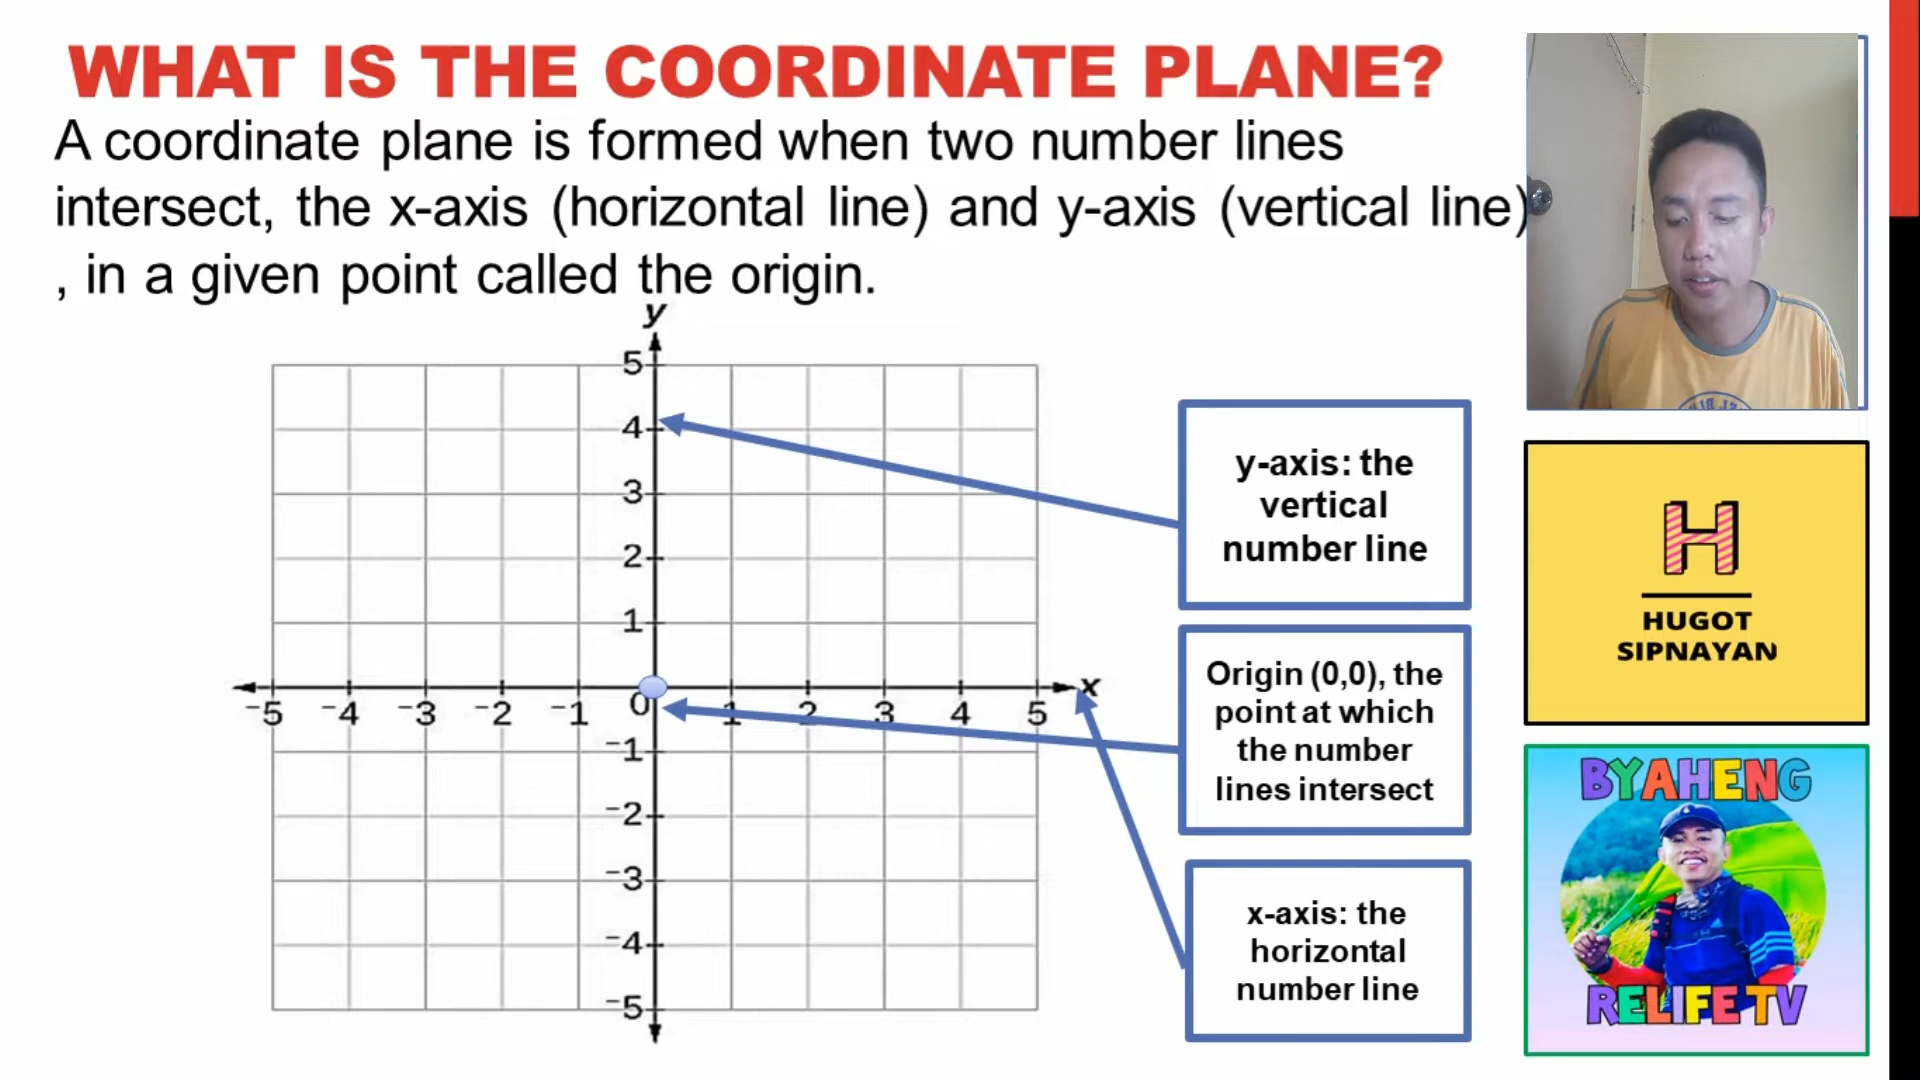 WHAT IS THE COORDINATE PLANE?
A coordinate plane is formed when two number lines
intersect, the x-axis (horizontal line) and y-axis (vertical line)
, in a given point called the origin.
y
5
4
3
2
1
0
-5 -4 -3 -2 -1 1 2 3 4 5 x
-1
-2
-3
-4
-5
y-axis: the
vertical
number line
Origin (0,0), the
point at which
the number
lines intersect
x-axis: the
horizontal
number line
H
HUGOT
SIPNAYAN
BYAHENG
RELIFE TV